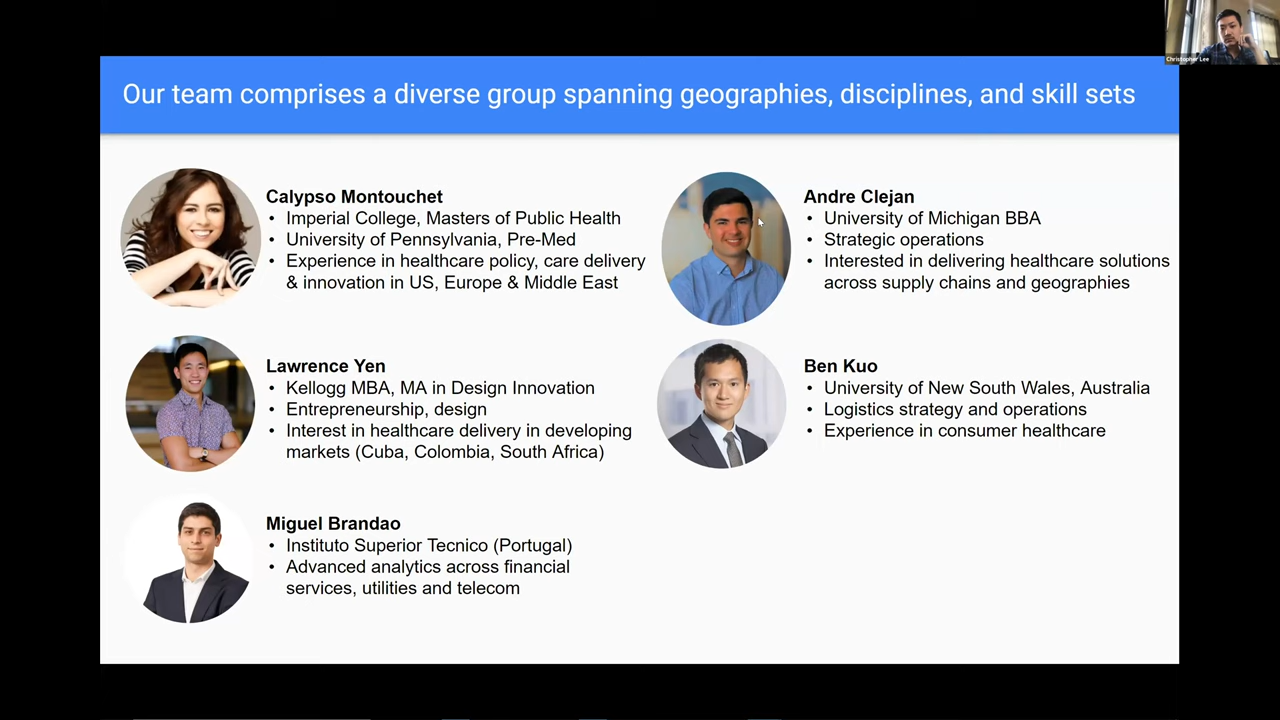 Christopher Lee
Our team comprises a diverse group spanning geographies, disciplines, and skill sets
Calypso Montouchet
• Imperial College, Masters of Public Health
• University of Pennsylvania, Pre-Med
• Experience in healthcare policy, care delivery
& innovation in US, Europe & Middle East
Andre Clejan
• University of Michigan BBA
• Strategic operations
• Interested in delivering healthcare solutions
across supply chains and geographies
Lawrence Yen
• Kellogg MBA, MA in Design Innovation
• Entrepreneurship, design
• Interest in healthcare delivery in developing
markets (Cuba, Colombia, South Africa)
Ben Kuo
• University of New South Wales, Australia
• Logistics strategy and operations
• Experience in consumer healthcare
Miguel Brandao
• Instituto Superior Tecnico (Portugal)
• Advanced analytics across financial
services, utilities and telecom